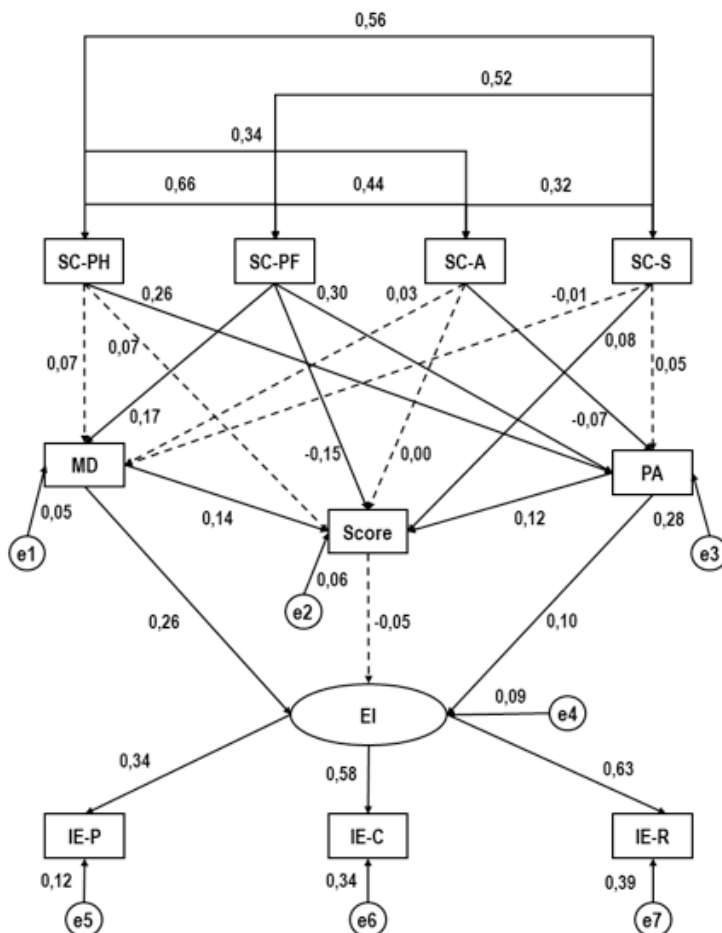 0,56
0,52
0,34
0,66 0,44 0,32
SC-PH SC-PF SC-A SC-S
0,26 0,30 0,03 -0,01
0,07 0,07 0,08 0,05
0,17 -0,07
MD -0,15 0,00 PA
0,05 0,14 Score 0,12 0,28
e1 e2 0,06 e3
0,26 -0,05 0,10
EI 0,09 e4
0,34 0,58 0,63
IE-P IE-C IE-R
0,12 0,34 0,39
e5 e6 e7